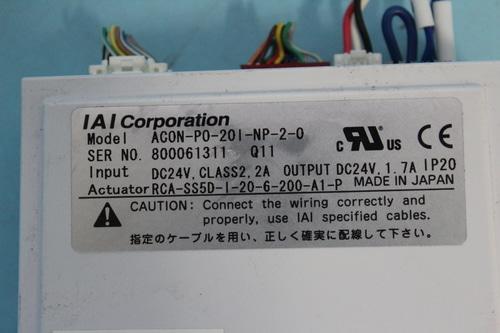 IAI Corporation
Model ACON-PO-20I-NP-2-0
SER NO. 800061311 Q11
Input DC24V, CLASS2, 2A OUTPUT DC24V, 1.7A IP20
Actuator RCA-SS5D-I-20-6-200-A1-P MADE IN JAPAN
c RU US CE
CAUTION: Connect the wiring correctly and
properly, use IAI specified cables.
指定のケーブルを用い、正しく確実に配線して下さい。